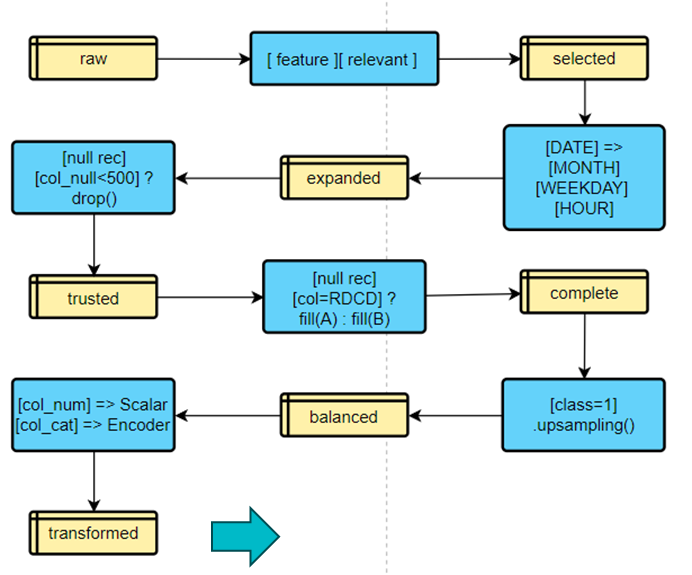 raw
[ feature ][ relevant ]
selected
[DATE] =>
[MONTH]
[WEEKDAY]
[HOUR]
expanded
[null rec]
[col_null<500] ?
drop()
trusted
[null rec]
[col=RDCD] ?
fill(A) : fill(B)
complete
[class=1]
.upsampling()
balanced
[col_num] => Scalar
[col_cat] => Encoder
transformed